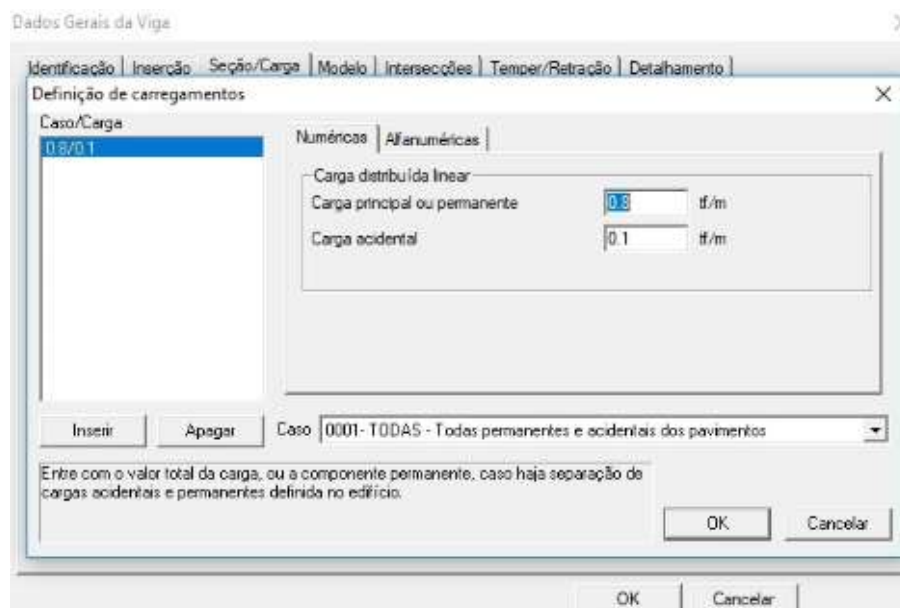 Dados Gerais da Viga
Identificação Inserção Seção/Carga Modelo Intersecções Temper/Retração Detalhamento
Definição de carregamentos
Caso/Carga
0.8/0.1
Numéricas Alfanuméricas
Carga distribuída linear
Carga principal ou permanente 0.8 tf/m
Carga acidental 0.1 tf/m
Inserir Apagar Caso 0001- TODAS - Todas permanentes e acidentais dos pavimentos
Entre com o valor total da carga, ou a componente permanente, caso haja separação de
cargas acidentais e permanentes definida no edifício.
OK Cancelar
OK Cancelar